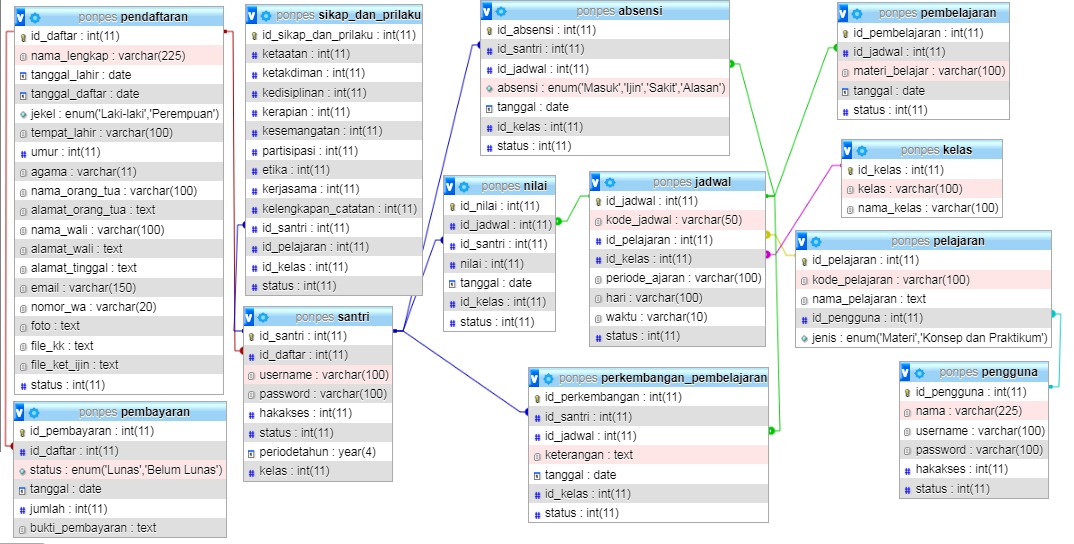 ponpes pendaftaran
id_daftar : int(11)
nama_lengkap : varchar(225)
tanggal_lahir : date
tanggal_daftar : date
jekel : enum('Laki-laki','Perempuan')
tempat_lahir : varchar(100)
umur : int(11)
agama : varchar(11)
nama_orang_tua : varchar(100)
alamat_orang_tua : text
nama_wali : varchar(100)
alamat_wali : text
alamat_tinggal : text
email : varchar(150)
nomor_wa : varchar(20)
foto : text
file_kk : text
file_ket_ijin : text
status : int(11)
ponpes pembayaran
id_pembayaran : int(11)
id_daftar : int(11)
status : enum('Lunas','Belum Lunas')
tanggal : date
jumlah : int(11)
bukti_pembayaran : text
ponpes sikap_dan_prilaku
id_sikap_dan_prilaku : int(11)
ketaatan : int(11)
ketakdiman : int(11)
kedisiplinan : int(11)
kerapian : int(11)
kesemangatan : int(11)
partisipasi : int(11)
etika : int(11)
kerjasama : int(11)
kelengkapan_catatan : int(11)
id_santri : int(11)
id_pelajaran : int(11)
id_kelas : int(11)
status : int(11)
ponpes santri
id_santri : int(11)
id_daftar : int(11)
username : varchar(100)
password : varchar(100)
hakakses : int(11)
status : int(11)
periodetahun : year(4)
kelas : int(11)
ponpes absensi
id_absensi : int(11)
id_santri : int(11)
id_jadwal : int(11)
absensi : enum('Masuk','Ijin','Sakit','Alasan')
tanggal : date
id_kelas : int(11)
status : int(11)
ponpes nilai
id_nilai : int(11)
id_jadwal : int(11)
id_santri : int(11)
nilai : int(11)
tanggal : date
id_kelas : int(11)
status : int(11)
ponpes jadwal
id_jadwal : int(11)
kode_jadwal : varchar(50)
id_pelajaran : int(11)
id_kelas : int(11)
periode_ajaran : varchar(100)
hari : varchar(100)
waktu : varchar(10)
status : int(11)
ponpes perkembangan_pembelajaran
id_perkembangan : int(11)
id_santri : int(11)
id_jadwal : int(11)
keterangan : text
tanggal : date
id_kelas : int(11)
status : int(11)
ponpes pembelajaran
id_pembelajaran : int(11)
id_jadwal : int(11)
materi_belajar : varchar(100)
tanggal : date
status : int(11)
ponpes kelas
id_kelas : int(11)
kelas : varchar(100)
nama_kelas : varchar(100)
ponpes pelajaran
id_pelajaran : int(11)
kode_pelajaran : varchar(100)
nama_pelajaran : text
id_pengguna : int(11)
jenis : enum('Materi','Konsep dan Praktikum')
ponpes pengguna
id_pengguna : int(11)
nama : varchar(225)
username : varchar(100)
password : varchar(100)
hakakses : int(11)
status : int(11)